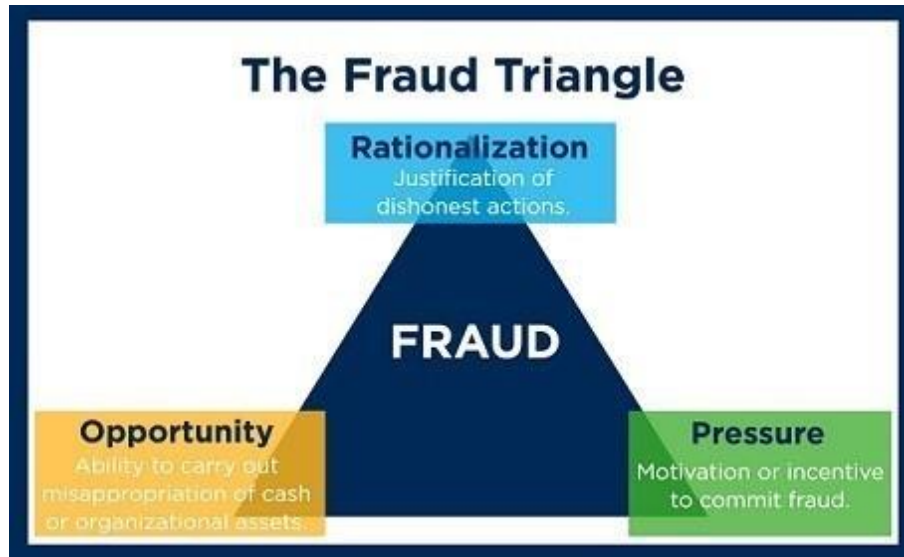 The Fraud Triangle
Rationalization
Justification of
dishonest actions.
FRAUD
Opportunity
Ability to carry out
misappropriation of cash
or organizational assets.
Pressure
Motivation or incentive
to commit fraud.